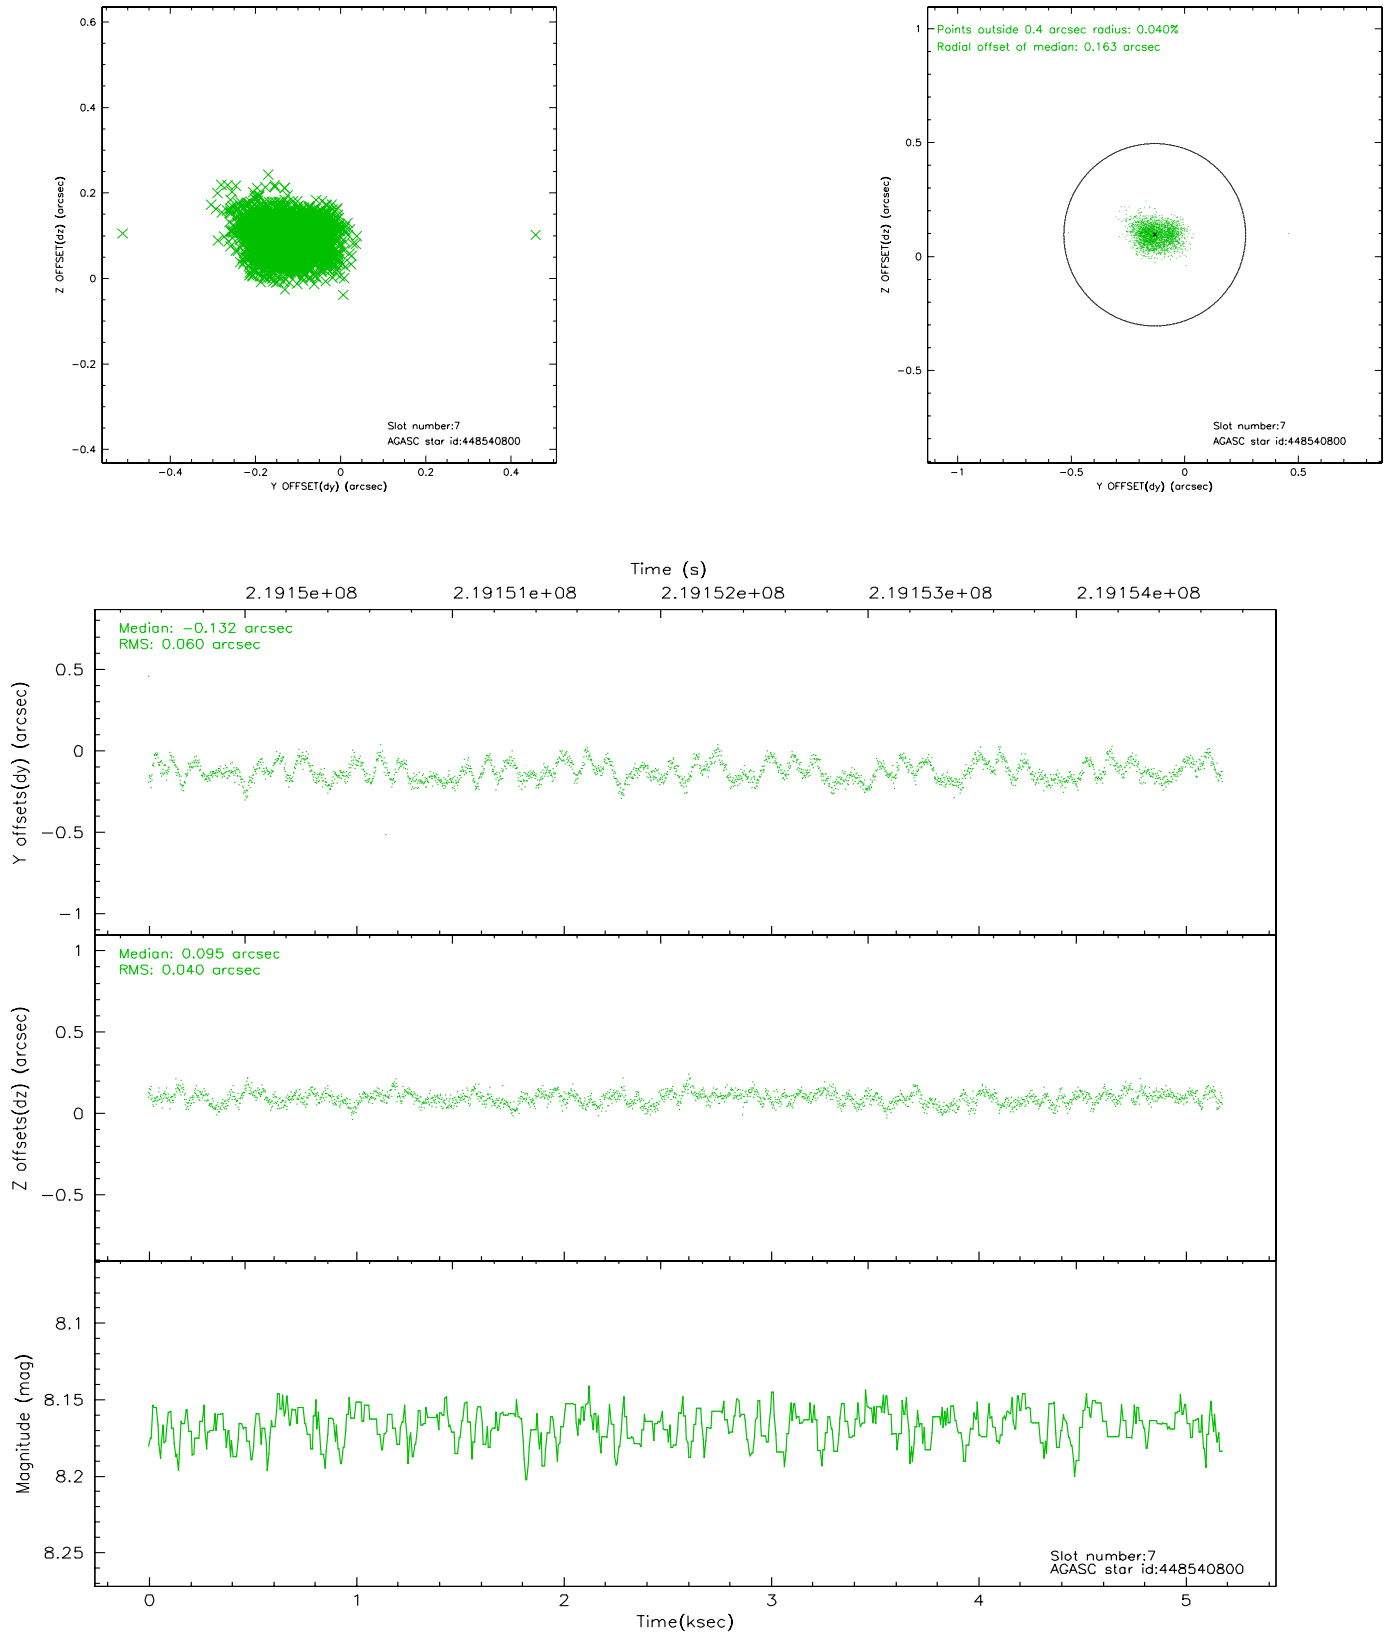 0.6
0.4
0.2
0
−0.2
−0.4
Z OFFSET(dz) (arcsec)
Slot number:7
AGASC star id:448540800
−0.4 −0.2 0 0.2 0.4
Y OFFSET(dy) (arcsec)
Points outside 0.4 arcsec radius: 0.040%
Radial offset of median: 0.163 arcsec
1
0.5
0
−0.5
Z OFFSET(dz) (arcsec)
Slot number:7
AGASC star id:448540800
−1 −0.5 0 0.5
Y OFFSET(dy) (arcsec)
Time (s)
2.1915e+08 2.19151e+08 2.19152e+08 2.19153e+08 2.19154e+08
Median: −0.132 arcsec
RMS: 0.060 arcsec
0.5
0
−0.5
−1
Y offsets(dy) (arcsec)
Median: 0.095 arcsec
RMS: 0.040 arcsec
1
0.5
0
−0.5
Z offsets(dz) (arcsec)
8.1
8.15
8.2
8.25
Magnitude (mag)
Slot number:7
AGASC star id:448540800
0 1 2 3 4 5
Time(ksec)